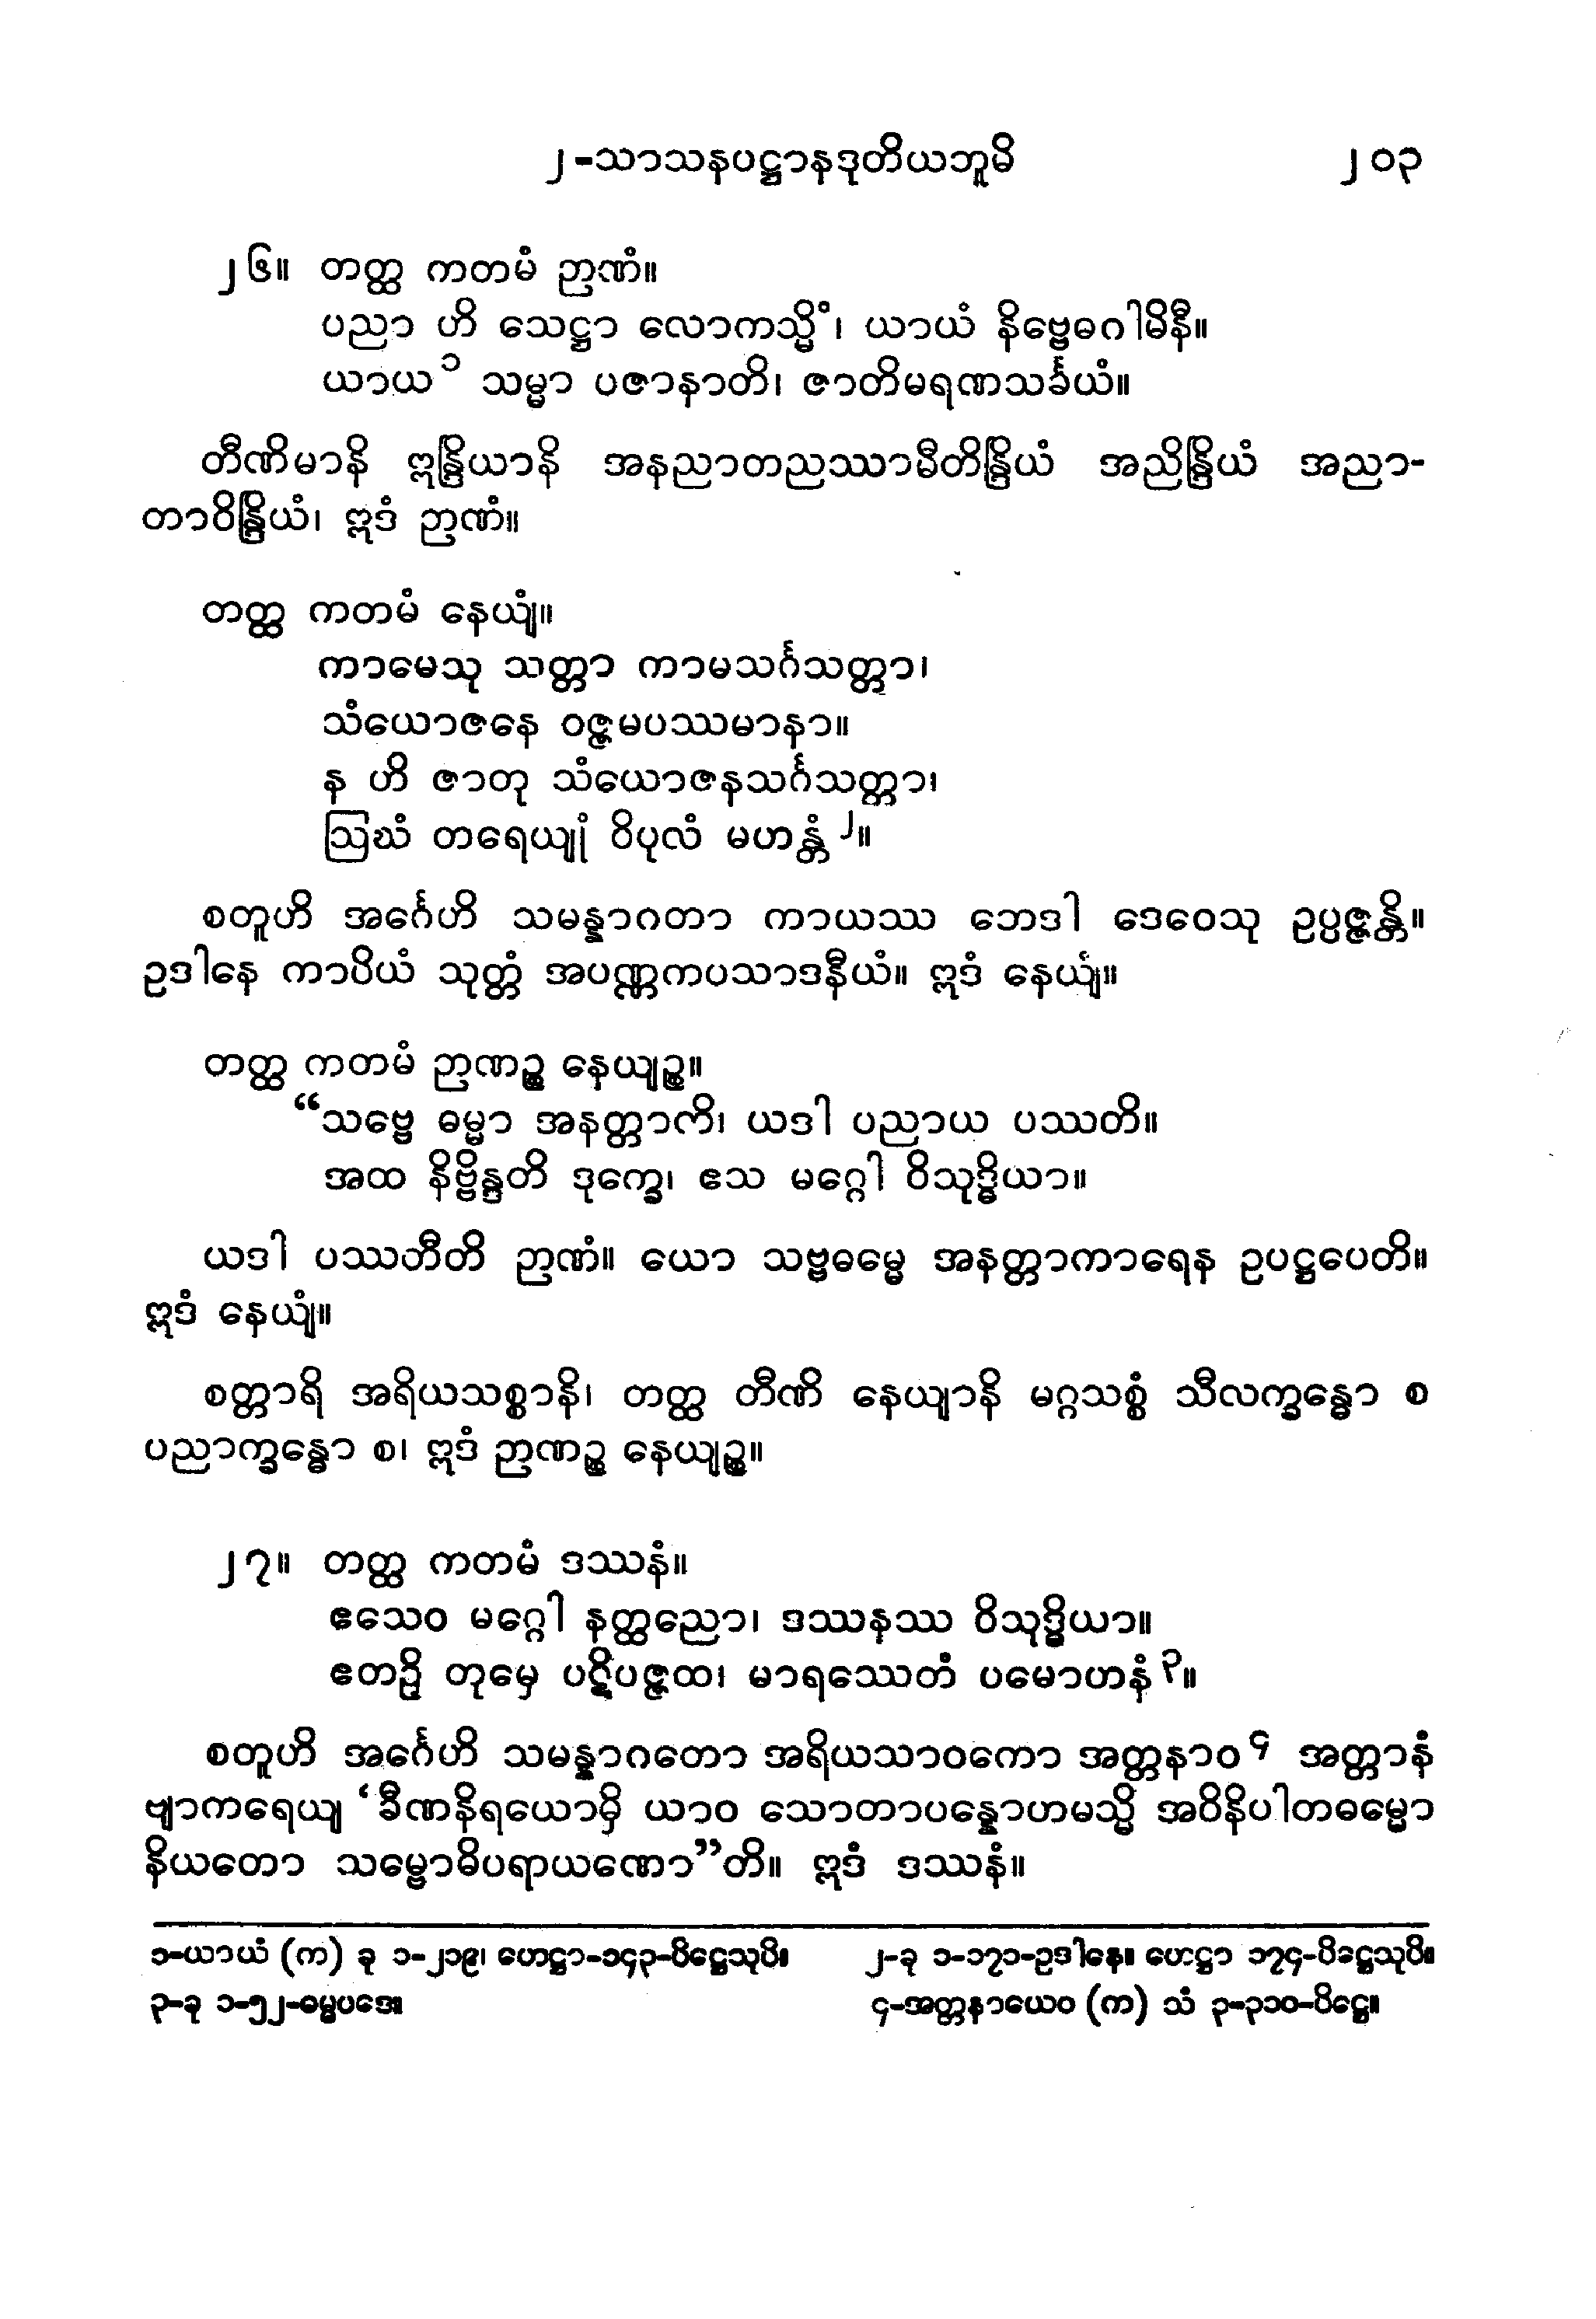 ၂-သာသနပဋ္ဌာနဒုတိယဘူမိ ၂၀၃
၂၆။ တတ္ထ ကတမံ ဉာဏံ။
ပညာ ဟိ သေဋ္ဌာ လောကသ္မိံ၊ ယာယံ နိဗ္ဗေဓဂါမိနီ။
ယာယ ၁ သမ္မာ ပဇာနာတိ၊ ဇာတိမရဏသင်္ခယံ။
တီဏိမာနိ ဣန္ဒြိယာနိ အနညာတညဿာမီတိန္ဒြိယံ အညိန္ဒြိယံ အညာ-
တာဝိန္ဒြိယံ၊ ဣဒံ ဉာဏံ။
တတ္ထ ကတမံ နေယျံ။
ကာမေသု သတ္တာ ကာမသင်္ဂသတ္တာ၊
သံယောဇနေ ဝဇ္ဇမပဿမာနာ။
န ဟိ ဇာတု သံယောဇနသင်္ဂသတ္တာ၊
ဩဃံ တရေယျုံ ဝိပုလံ မဟန္တံ ၂။
စတူဟိ အင်္ဂေဟိ သမန္နာဂတာ ကာယဿ ဘေဒါ ဒေဝေသု ဥပ္ပဇ္ဇန္တိ။
ဥဒါနေ ကာပိယံ သုတ္တံ အပဏ္ဏကပသာဒနီယံ။ ဣဒံ နေယျံ။
တတ္ထ ကတမံ ဉာဏဉ္စ နေယျဉ္စ။
“သဗ္ဗေ ဓမ္မာ အနတ္တာကိ၊ ယဒါ ပညာယ ပဿတိ။
အထ နိဗ္ဗိန္ဒတိ ဒုက္ခေ၊ ဧသ မဂ္ဂေါ ဝိသုဒ္ဓိယာ။
ယဒါ ပဿတီတိ ဉာဏံ။ ယော သဗ္ဗဓမ္မေ အနတ္တာကာရေန ဥပဋ္ဌပေတိ။
ဣဒံ နေယျံ။
စတ္တာရိ အရိယသစ္စာနိ၊ တတ္ထ တီဏိ နေယျာနိ မဂ္ဂသစ္စံ သီလက္ခန္ဓော စ
ပညာက္ခန္ဓော စ၊ ဣဒံ ဉာဏဉ္စ နေယျဉ္စ။
၂၇။ တတ္ထ ကတမံ ဒဿနံ။
ဧသေဝ မဂ္ဂေါ နတ္ထညော၊ ဒဿနဿ ဝိသုဒ္ဓိယာ။
ဧတဉှိ တုမှေ ပဋိပဇ္ဇထ၊ မာရဿေတံ ပမောဟနံ ၃။
စတူဟိ အင်္ဂေဟိ သမန္နာဂတော အရိယသာဝကော အတ္တနာဝ ၄ အတ္တာနံ
ဗျာကရေယျ ‘ခီဏနိရယောမှိ ယာဝ သောတာပန္နောဟမသ္မိ အဝိနိပါတဓမ္မော
နိယတော သမ္ဗောဓိပရာယဏော”တိ။ ဣဒံ ဒဿနံ။
၁-ယာယံ (က) ခု ၁-၂၁၉၊ ဟေဋ္ဌာ-၁၄၃-ပိဋ္ဌေသုပိ။ ၂-ခု ၁-၁၇၁-ဥဒါနေ။ ဟေဋ္ဌာ ၁၇၄-ပိဋ္ဌေသုပိ။
၃-ခု ၁-၅၂-ဓမ္မပဒေ။ ၄-အတ္တနာယေဝ (က) သံ ၃-၃၁၀-ပိဋ္ဌေ။